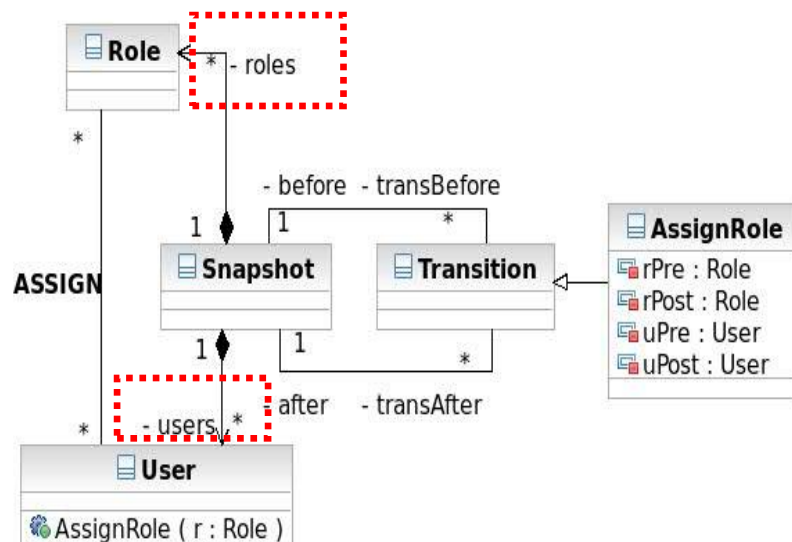 Role
* - roles
*
- before - transBefore
1 1 *
AssignRole
Snapshot
Transition
rPre : Role
ASSIGN
rPost : Role
uPre : User
1 1 *
uPost : User
- after - transAfter
- users *
*
User
AssignRole ( r : Role )